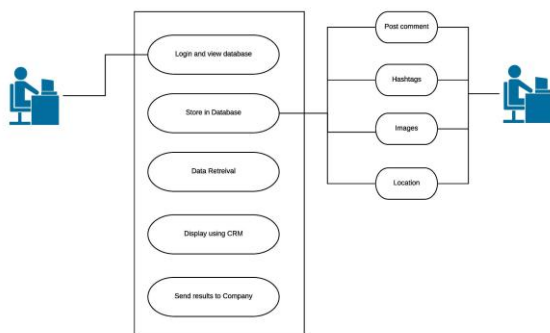 Login and view database
Store in Database
Data Retreival
Display using CRM
Send results to Company
Post comment
Hashtags
Images
Location